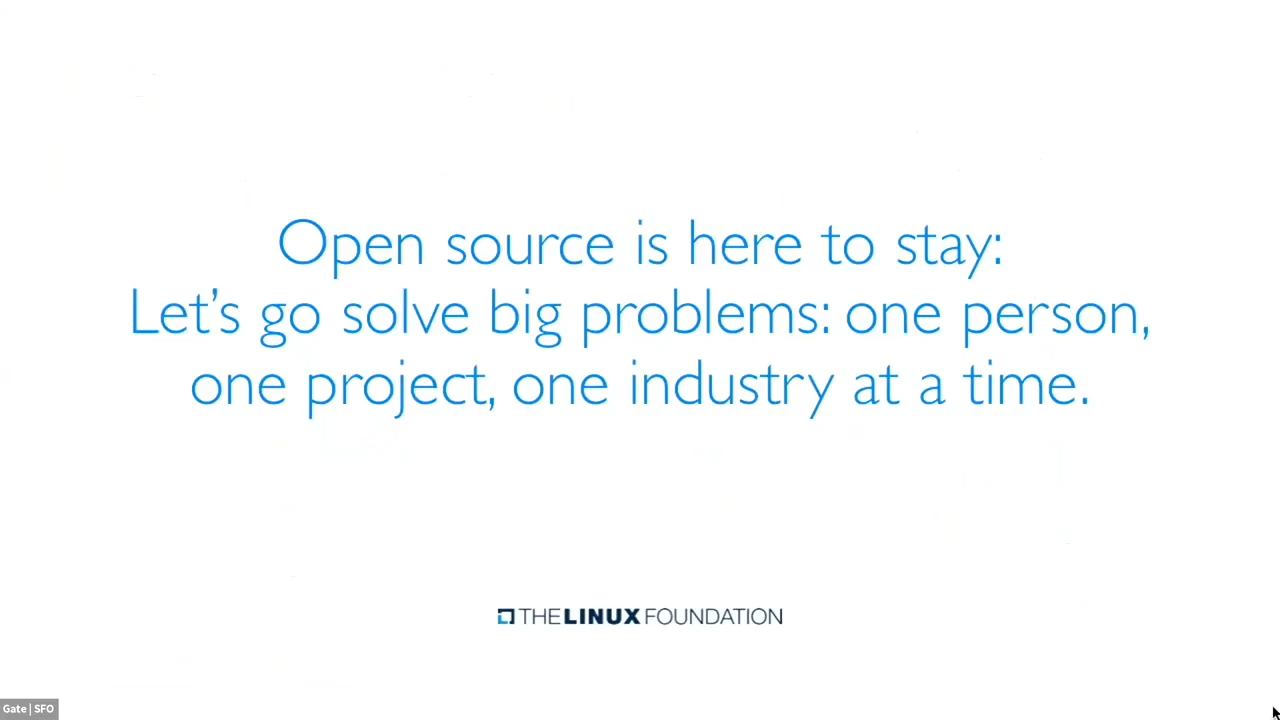 Open source is here to stay:
Let’s go solve big problems: one person,
one project, one industry at a time.
THE LINUX FOUNDATION
Gate | SFO